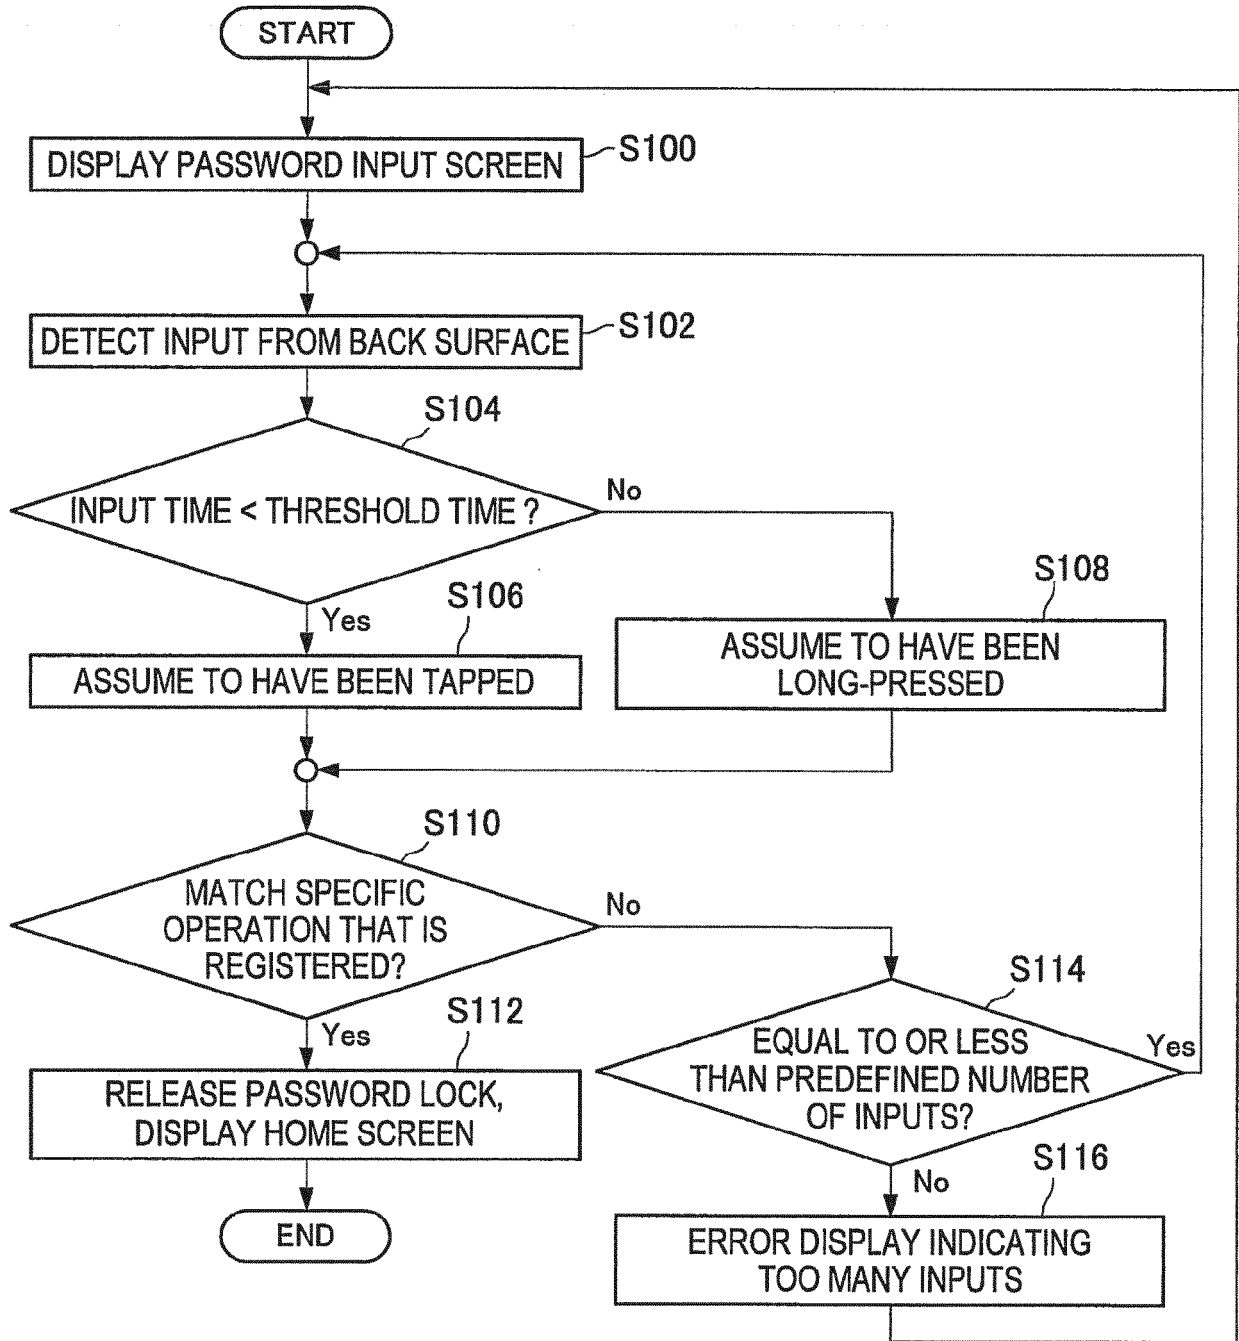 START
DISPLAY PASSWORD INPUT SCREEN
S100
DETECT INPUT FROM BACK SURFACE
S102
S104
INPUT TIME < THRESHOLD TIME ?
No
Yes
S106
ASSUME TO HAVE BEEN TAPPED
S108
ASSUME TO HAVE BEEN
LONG-PRESSED
S110
MATCH SPECIFIC
OPERATION THAT IS
REGISTERED?
No
Yes
S112
RELEASE PASSWORD LOCK,
DISPLAY HOME SCREEN
END
S114
EQUAL TO OR LESS
THAN PREDEFINED NUMBER
OF INPUTS?
Yes
No
S116
ERROR DISPLAY INDICATING
TOO MANY INPUTS